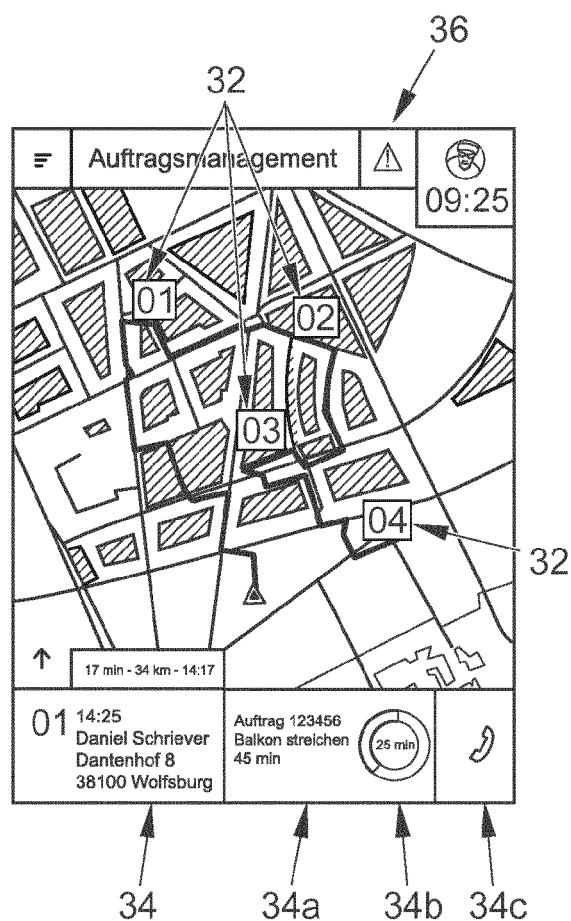 36
32
Auftragsmanagement
09:25
01
02
03
04
32
17 min - 34 km - 14:17
01
14:25
Daniel Schriever
Dantenhof 8
38100 Wolfsburg
Auftrag 123456
Balkon streichen
45 min
25 min
34
34a
34b
34c